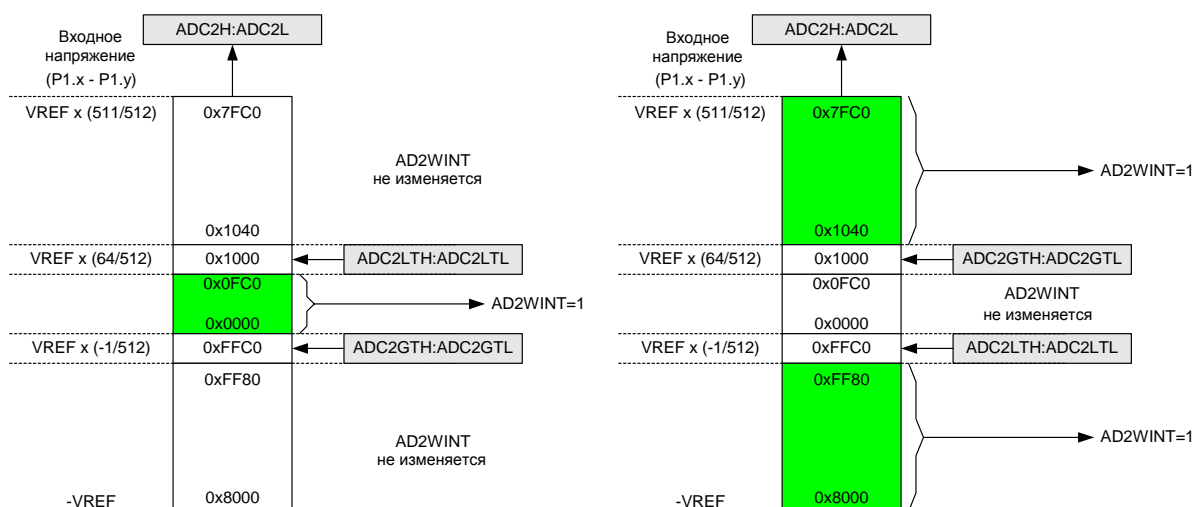 ADC2H:ADC2L
Входное
напряжение
(P1.x - P1.y)
VREF x (511/512)
0x7FC0
AD2WINT
не изменяется
0x1040
VREF x (64/512)
0x1000
ADC2LTH:ADC2LTL
0x0FC0
AD2WINT=1
0x0000
VREF x (-1/512)
0xFFC0
ADC2GTH:ADC2GTL
0xFF80
AD2WINT
не изменяется
-VREF
0x8000
ADC2H:ADC2L
Входное
напряжение
(P1.x - P1.y)
VREF x (511/512)
0x7FC0
AD2WINT=1
0x1040
VREF x (64/512)
0x1000
ADC2GTH:ADC2GTL
0x0FC0
AD2WINT
не изменяется
0x0000
VREF x (-1/512)
0xFFC0
ADC2LTH:ADC2LTL
0xFF80
AD2WINT=1
-VREF
0x8000